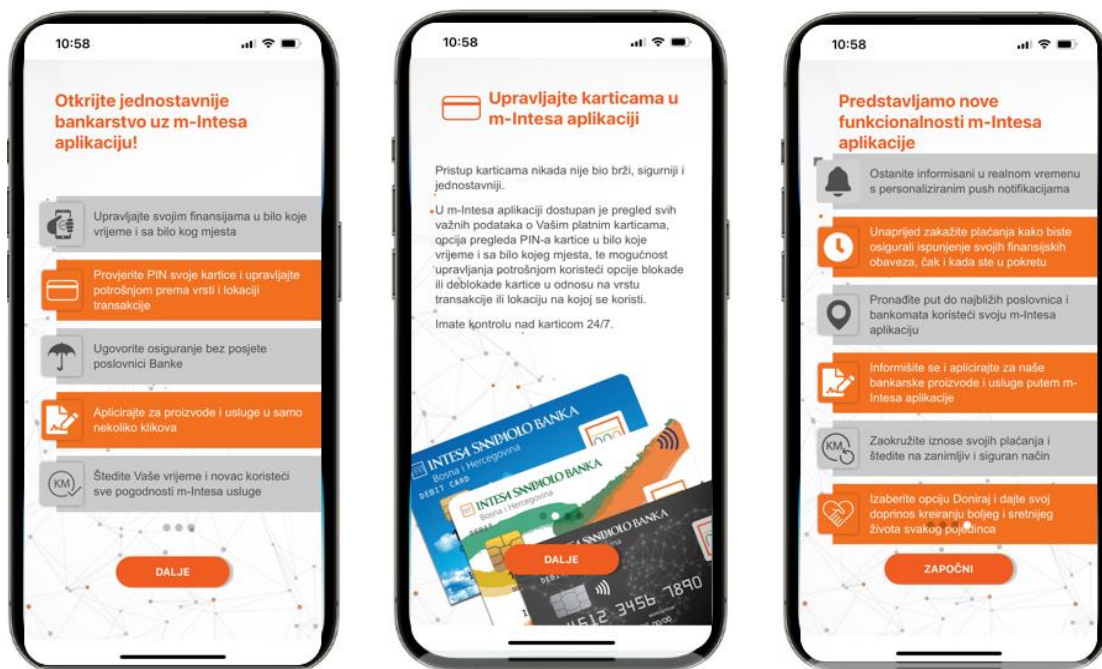 10:58
Otkrijte jednostavnije
bankarstvo uz m-Intesa
aplikaciju!
Upravljajte svojim finansijama u bilo koje
vrijeme i sa bilo kog mjesta
Provjerite PIN svoje kartice i upravljajte
potrošnjom prema vrsti i lokaciji
transakcije
Ugovorite osiguranje bez posjete
poslovnici Banke
Aplicirajte za proizvode i usluge u samo
nekoliko klikova
KM
Štedite Vaše vrijeme i novac koristeći
sve pogodnosti m-Intesa usluge
DALJE
10:58
Upravljajte karticama u
m-Intesa aplikaciji
Pristup karticama nikada nije bio brži, sigurniji i
jednostavniji.
U m-Intesa aplikaciji dostupan je pregled svih
važnih podataka o Vašim platnim karticama,
opcija pregleda PIN-a kartice u bilo koje
vrijeme i sa bilo kojeg mjesta, te mogućnost
upravljanja potrošnjom koristeći opcije blokade
ili deblokade kartice u odnosu na vrstu
transakcije ili lokaciju na kojoj se koristi.
Imate kontrolu nad karticom 24/7.
INTESA SANPAOLO BANKA
Bosna i Hercegovina
DEBIT CARD
INTESA SANPAOLO BANKA
Bosna i Hercegovina
DEBIT
SANPAOLO BANKA
Hercegovina
4512 3456 7890
DALJE
10:58
Predstavljamo nove
funkcionalnosti m-Intesa
aplikacije
Ostanite informisani u realnom vremenu
s personaliziranim push notifikacijama
Unaprijed zakažite plaćanja kako biste
osigurali ispunjenje svojih finansijskih
obaveza, čak i kada ste u pokretu
Pronađite put do najbližih poslovnica i
bankomata koristeći svoju m-Intesa
aplikaciju
Informišite se i aplicirajte za naše
bankarske proizvode i usluge putem m-
Intesa aplikacije
KM
Zaokružite iznose svojih plaćanja i
štedite na zanimljiv i siguran način
Izaberite opciju Doniraj i dajte svoj
doprinos kreiranju boljeg i sretnijeg
života svakog pojedinca
ZAPOČNI